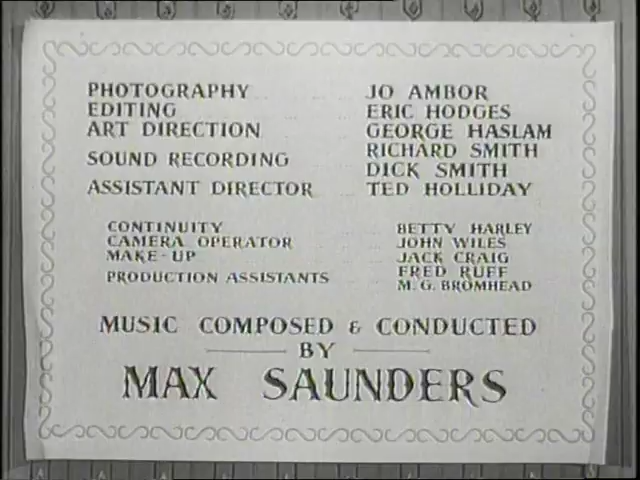 PHOTOGRAPHY JO AMBOR
EDITING ERIC HODGES
ART DIRECTION GEORGE HASLAM
SOUND RECORDING RICHARD SMITH
DICK SMITH
ASSISTANT DIRECTOR TED HOLLIDAY
CONTINUITY BETTY HARLEY
CAMERA OPERATOR JOHN WILES
MAKE-UP JACK CRAIG
PRODUCTION ASSISTANTS FRED RUFF
M. G. BROMHEAD
MUSIC COMPOSED & CONDUCTED
BY
MAX SAUNDERS